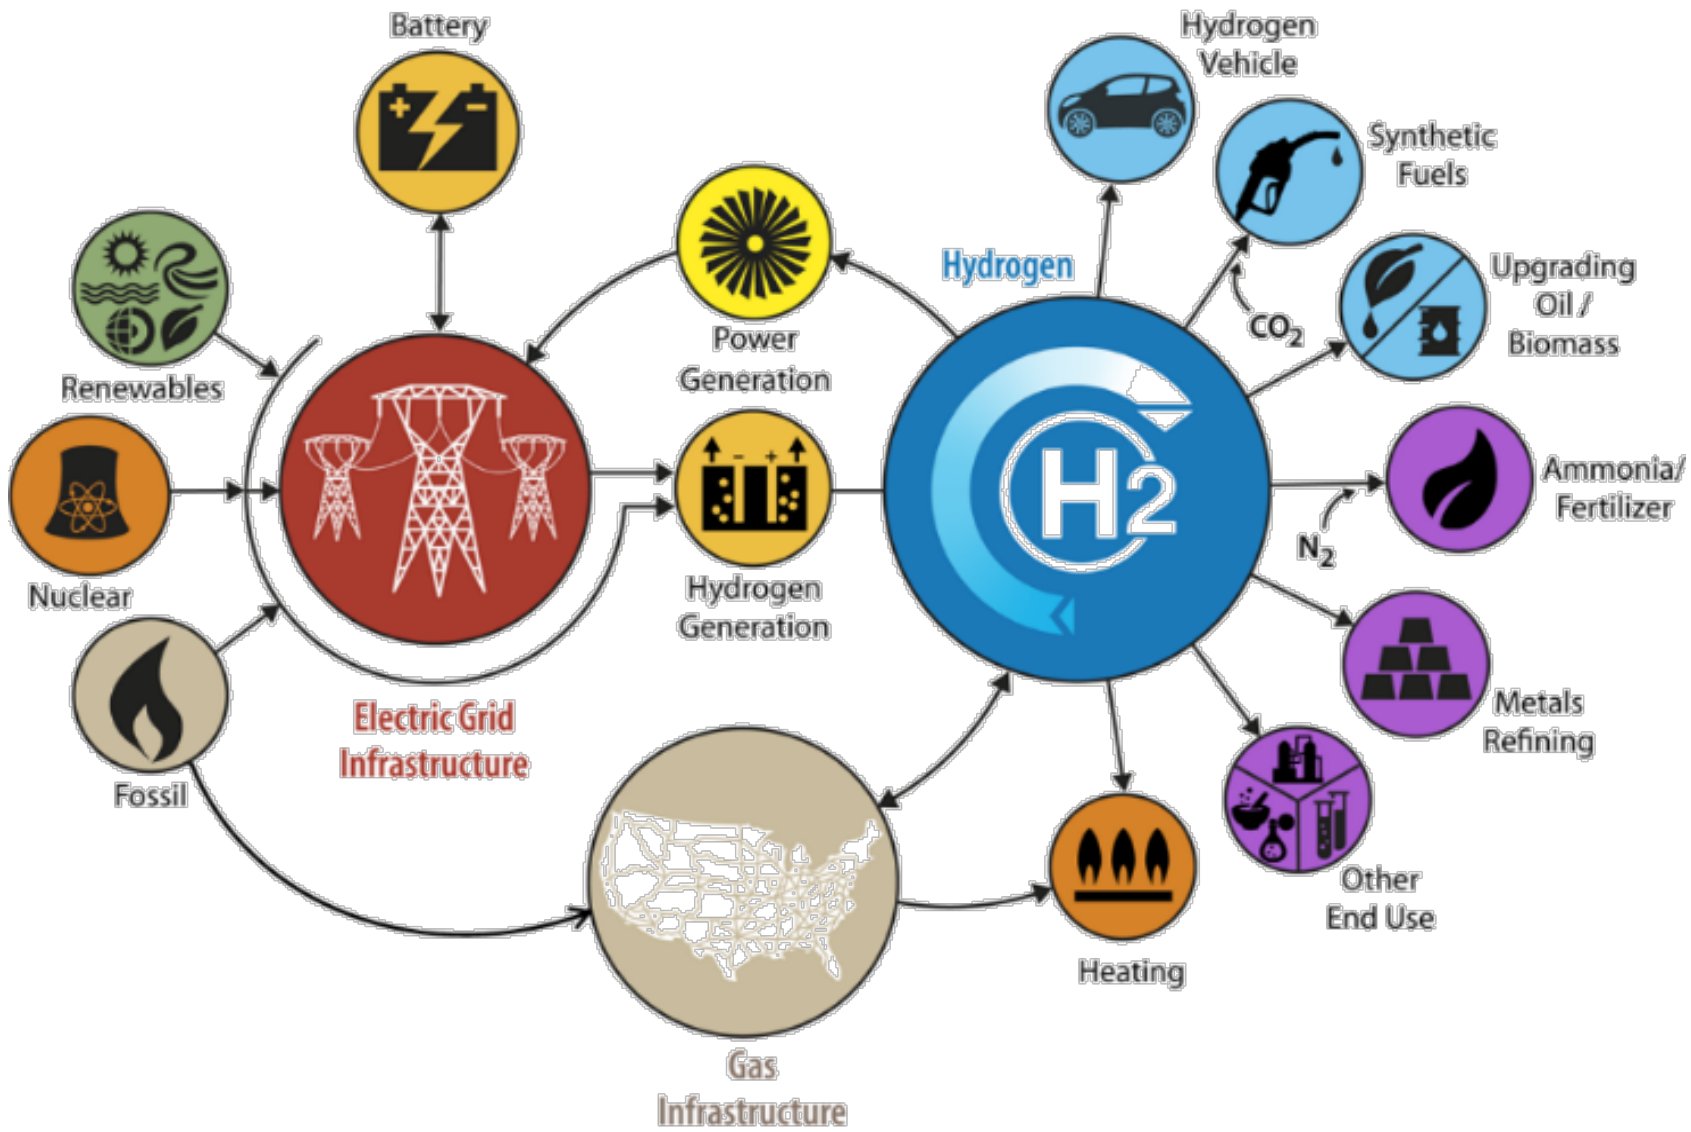 Battery
Hydrogen
Vehicle
Synthetic
Fuels
Hydrogen
Upgrading
Oil /
Biomass
CO2
Power
Generation
Renewables
H2
Ammonia/
Fertilizer
N2
Nuclear
Hydrogen
Generation
Electric Grid
Infrastructure
Metals
Refining
Fossil
Other
End Use
Heating
Gas
Infrastructure